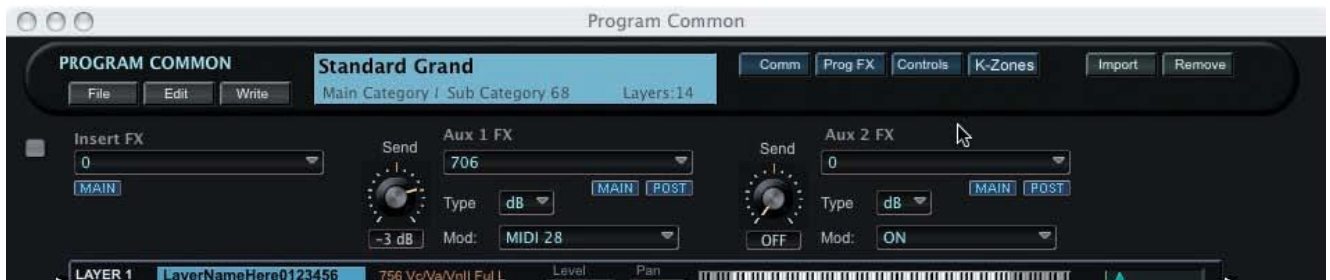 Program Common
PROGRAM COMMON
File Edit Write
Standard Grand
Main Category / Sub Category 68 Layers:14
Comm Prog FX Controls K-Zones Import Remove
Insert FX
0
MAIN
Send
-3 dB
Aux 1 FX
706
MAIN POST
Type dB
Mod: MIDI 28
Send
OFF
Aux 2 FX
0
MAIN POST
Type dB
Mod: ON
LAYER 1 LayerNameHere0123456 756 Vc/Va/VnII Ful L Level Pan